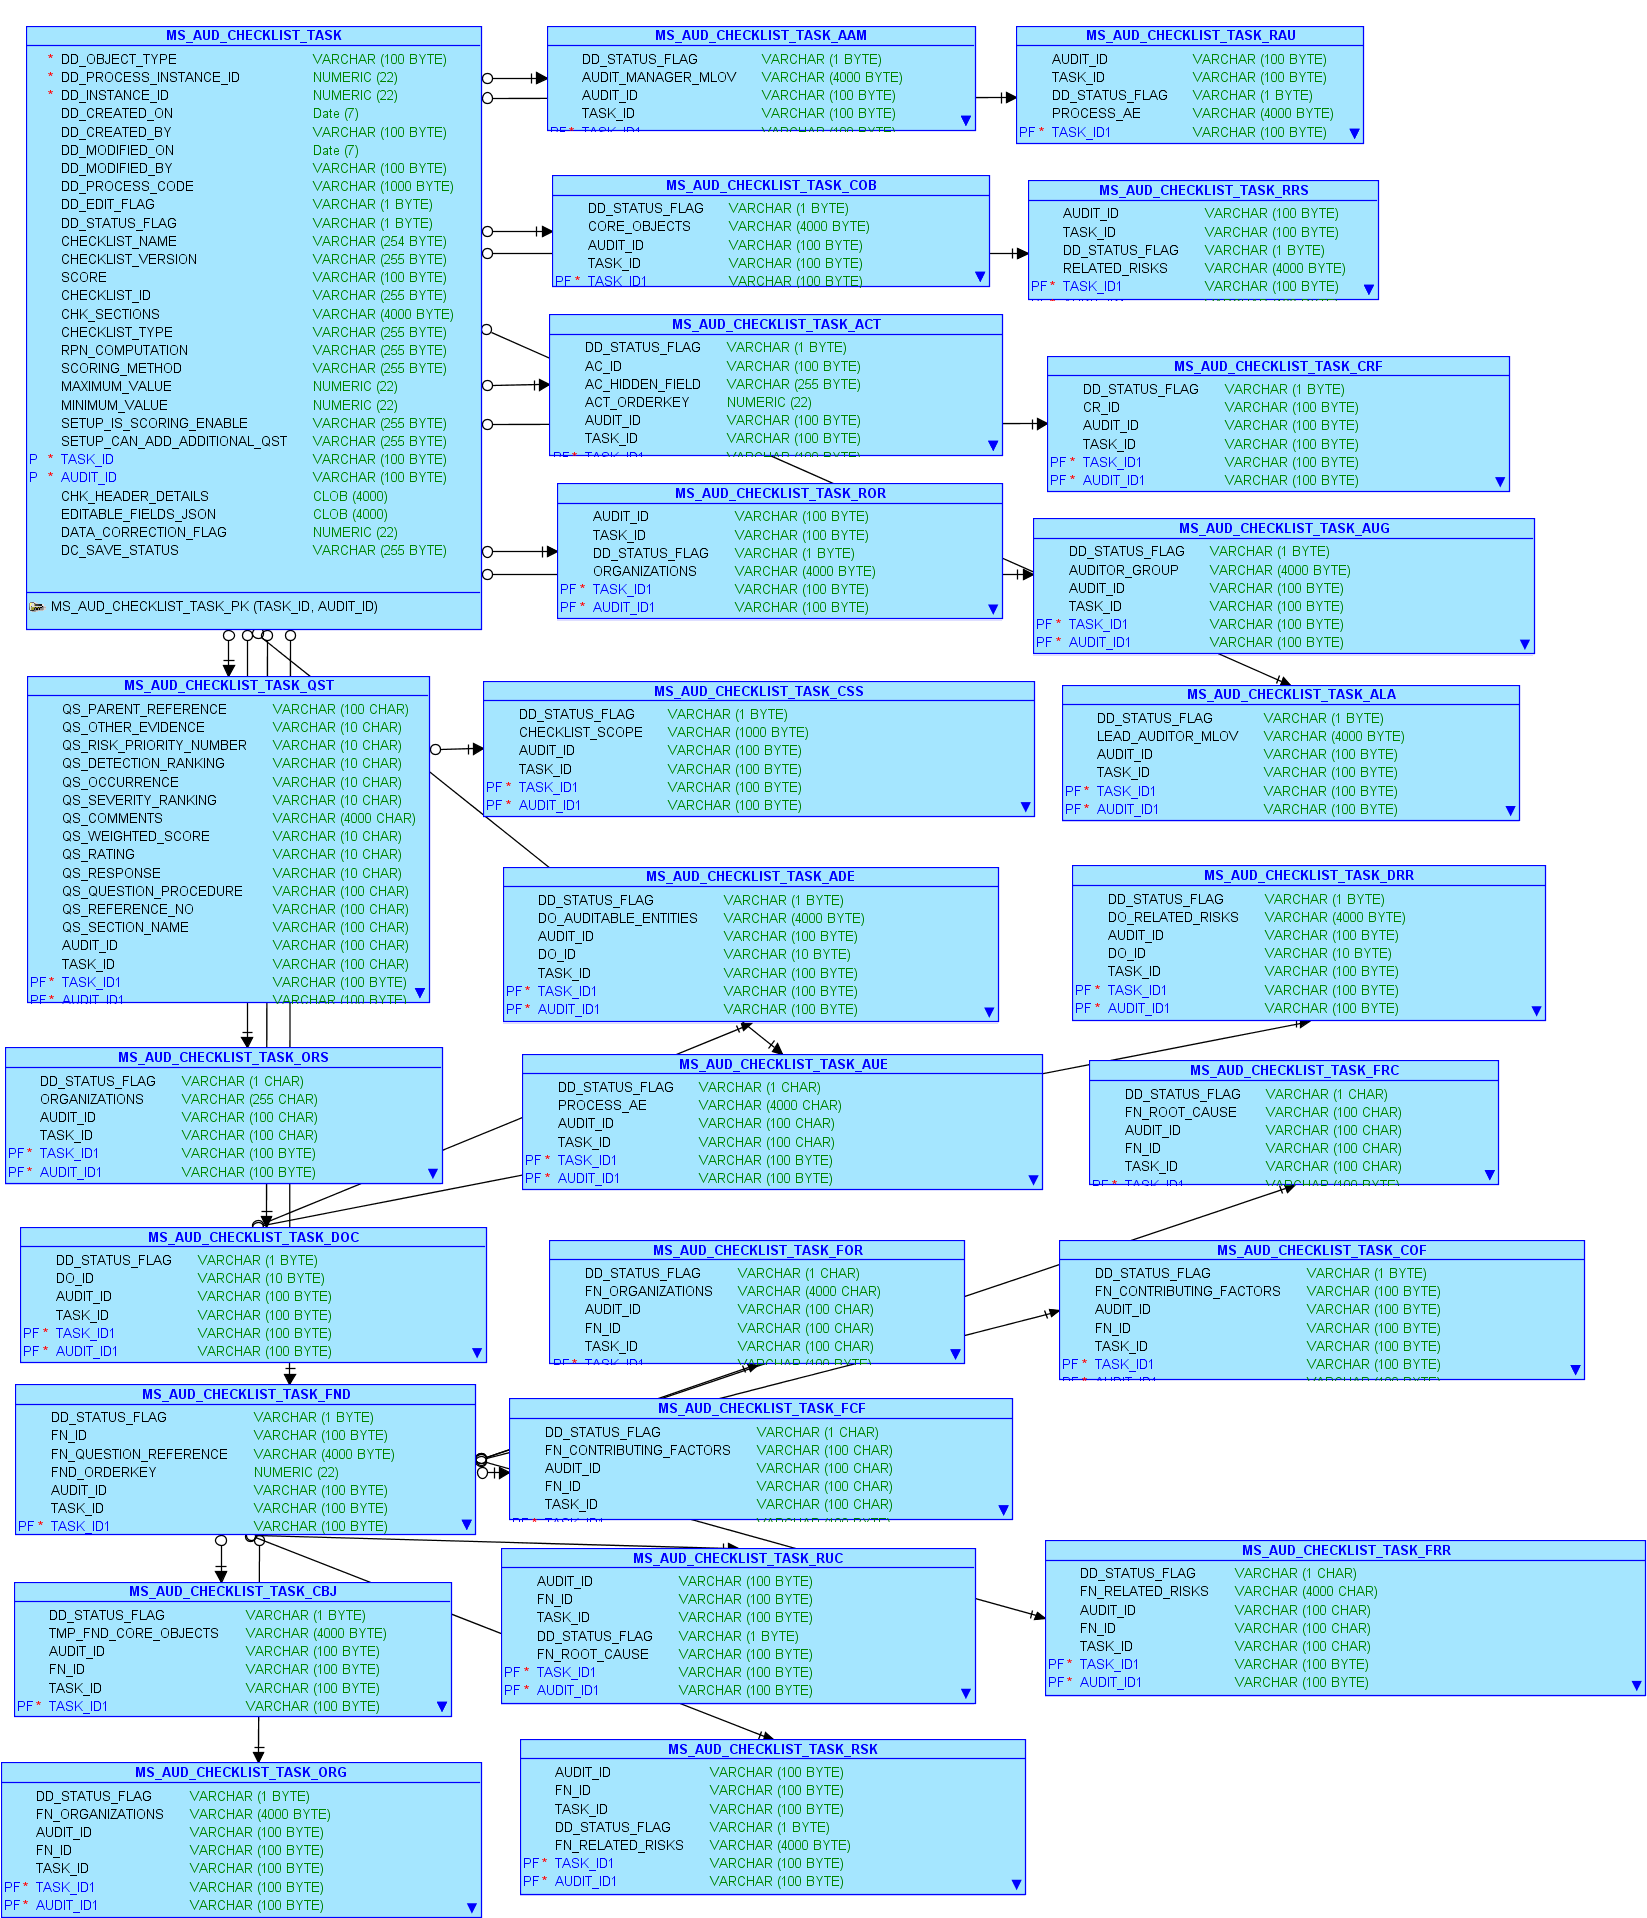 MS_AUD_CHECKLIST_TASK
* DD_OBJECT_TYPE VARCHAR (100 BYTE)
* DD_PROCESS_INSTANCE_ID NUMERIC (22)
* DD_INSTANCE_ID NUMERIC (22)
DD_CREATED_ON Date (7)
DD_CREATED_BY VARCHAR (100 BYTE)
DD_MODIFIED_ON Date (7)
DD_MODIFIED_BY VARCHAR (100 BYTE)
DD_PROCESS_CODE VARCHAR (1000 BYTE)
DD_EDIT_FLAG VARCHAR (1 BYTE)
DD_STATUS_FLAG VARCHAR (1 BYTE)
CHECKLIST_NAME VARCHAR (254 BYTE)
CHECKLIST_VERSION VARCHAR (255 BYTE)
SCORE VARCHAR (100 BYTE)
CHECKLIST_ID VARCHAR (255 BYTE)
CHK_SECTIONS VARCHAR (4000 BYTE)
CHECKLIST_TYPE VARCHAR (255 BYTE)
RPN_COMPUTATION VARCHAR (255 BYTE)
SCORING_METHOD VARCHAR (255 BYTE)
MAXIMUM_VALUE NUMERIC (22)
MINIMUM_VALUE NUMERIC (22)
SETUP_IS_SCORING_ENABLE VARCHAR (255 BYTE)
SETUP_CAN_ADD_ADDITIONAL_QST VARCHAR (255 BYTE)
P * TASK_ID VARCHAR (100 BYTE)
P * AUDIT_ID VARCHAR (100 BYTE)
CHK_HEADER_DETAILS CLOB (4000)
EDITABLE_FIELDS_JSON CLOB (4000)
DATA_CORRECTION_FLAG NUMERIC (22)
DC_SAVE_STATUS VARCHAR (255 BYTE)
MS_AUD_CHECKLIST_TASK_PK (TASK_ID, AUDIT_ID)
MS_AUD_CHECKLIST_TASK_AAM
DD_STATUS_FLAG VARCHAR (1 BYTE)
AUDIT_MANAGER_MLOV VARCHAR (4000 BYTE)
AUDIT_ID VARCHAR (100 BYTE)
TASK_ID VARCHAR (100 BYTE)
PF * TASK_ID1 VARCHAR (100 BYTE)
MS_AUD_CHECKLIST_TASK_RAU
AUDIT_ID VARCHAR (100 BYTE)
TASK_ID VARCHAR (100 BYTE)
DD_STATUS_FLAG VARCHAR (1 BYTE)
PROCESS_AE VARCHAR (4000 BYTE)
PF * TASK_ID1 VARCHAR (100 BYTE)
MS_AUD_CHECKLIST_TASK_COB
DD_STATUS_FLAG VARCHAR (1 BYTE)
CORE_OBJECTS VARCHAR (4000 BYTE)
AUDIT_ID VARCHAR (100 BYTE)
TASK_ID VARCHAR (100 BYTE)
PF * TASK_ID1 VARCHAR (100 BYTE)
MS_AUD_CHECKLIST_TASK_RRS
AUDIT_ID VARCHAR (100 BYTE)
TASK_ID VARCHAR (100 BYTE)
DD_STATUS_FLAG VARCHAR (1 BYTE)
RELATED_RISKS VARCHAR (4000 BYTE)
PF * TASK_ID1 VARCHAR (100 BYTE)
MS_AUD_CHECKLIST_TASK_ACT
DD_STATUS_FLAG VARCHAR (1 BYTE)
AC_ID VARCHAR (100 BYTE)
AC_HIDDEN_FIELD VARCHAR (255 BYTE)
ACT_ORDERKEY NUMERIC (22)
AUDIT_ID VARCHAR (100 BYTE)
TASK_ID VARCHAR (100 BYTE)
PF * TASK_ID1 VARCHAR (100 BYTE)
MS_AUD_CHECKLIST_TASK_CRF
DD_STATUS_FLAG VARCHAR (1 BYTE)
CR_ID VARCHAR (100 BYTE)
AUDIT_ID VARCHAR (100 BYTE)
TASK_ID VARCHAR (100 BYTE)
PF * TASK_ID1 VARCHAR (100 BYTE)
PF * AUDIT_ID1 VARCHAR (100 BYTE)
MS_AUD_CHECKLIST_TASK_ROR
AUDIT_ID VARCHAR (100 BYTE)
TASK_ID VARCHAR (100 BYTE)
DD_STATUS_FLAG VARCHAR (1 BYTE)
ORGANIZATIONS VARCHAR (4000 BYTE)
PF * TASK_ID1 VARCHAR (100 BYTE)
PF * AUDIT_ID1 VARCHAR (100 BYTE)
MS_AUD_CHECKLIST_TASK_AUG
DD_STATUS_FLAG VARCHAR (1 BYTE)
AUDITOR_GROUP VARCHAR (4000 BYTE)
AUDIT_ID VARCHAR (100 BYTE)
TASK_ID VARCHAR (100 BYTE)
PF * TASK_ID1 VARCHAR (100 BYTE)
PF * AUDIT_ID1 VARCHAR (100 BYTE)
MS_AUD_CHECKLIST_TASK_QST
QS_PARENT_REFERENCE VARCHAR (100 CHAR)
QS_OTHER_EVIDENCE VARCHAR (10 CHAR)
QS_RISK_PRIORITY_NUMBER VARCHAR (10 CHAR)
QS_DETECTION_RANKING VARCHAR (10 CHAR)
QS_OCCURRENCE VARCHAR (10 CHAR)
QS_SEVERITY_RANKING VARCHAR (10 CHAR)
QS_COMMENTS VARCHAR (4000 CHAR)
QS_WEIGHTED_SCORE VARCHAR (10 CHAR)
QS_RATING VARCHAR (10 CHAR)
QS_RESPONSE VARCHAR (10 CHAR)
QS_QUESTION_PROCEDURE VARCHAR (100 CHAR)
QS_REFERENCE_NO VARCHAR (100 CHAR)
QS_SECTION_NAME VARCHAR (100 CHAR)
AUDIT_ID VARCHAR (100 CHAR)
TASK_ID VARCHAR (100 CHAR)
PF * TASK_ID1 VARCHAR (100 BYTE)
PF * AUDIT_ID1 VARCHAR (100 BYTE)
MS_AUD_CHECKLIST_TASK_CSS
DD_STATUS_FLAG VARCHAR (1 BYTE)
CHECKLIST_SCOPE VARCHAR (1000 BYTE)
AUDIT_ID VARCHAR (100 BYTE)
TASK_ID VARCHAR (100 BYTE)
PF * TASK_ID1 VARCHAR (100 BYTE)
PF * AUDIT_ID1 VARCHAR (100 BYTE)
MS_AUD_CHECKLIST_TASK_ALA
DD_STATUS_FLAG VARCHAR (1 BYTE)
LEAD_AUDITOR_MLOV VARCHAR (4000 BYTE)
AUDIT_ID VARCHAR (100 BYTE)
TASK_ID VARCHAR (100 BYTE)
PF * TASK_ID1 VARCHAR (100 BYTE)
PF * AUDIT_ID1 VARCHAR (100 BYTE)
MS_AUD_CHECKLIST_TASK_ADE
DD_STATUS_FLAG VARCHAR (1 BYTE)
DO_AUDITABLE_ENTITIES VARCHAR (4000 BYTE)
AUDIT_ID VARCHAR (100 BYTE)
DO_ID VARCHAR (10 BYTE)
TASK_ID VARCHAR (100 BYTE)
PF * TASK_ID1 VARCHAR (100 BYTE)
PF * AUDIT_ID1 VARCHAR (100 BYTE)
MS_AUD_CHECKLIST_TASK_DRR
DD_STATUS_FLAG VARCHAR (1 BYTE)
DO_RELATED_RISKS VARCHAR (4000 BYTE)
AUDIT_ID VARCHAR (100 BYTE)
DO_ID VARCHAR (10 BYTE)
TASK_ID VARCHAR (100 BYTE)
PF * TASK_ID1 VARCHAR (100 BYTE)
PF * AUDIT_ID1 VARCHAR (100 BYTE)
MS_AUD_CHECKLIST_TASK_ORS
DD_STATUS_FLAG VARCHAR (1 CHAR)
ORGANIZATIONS VARCHAR (255 CHAR)
AUDIT_ID VARCHAR (100 CHAR)
TASK_ID VARCHAR (100 CHAR)
PF * TASK_ID1 VARCHAR (100 BYTE)
PF * AUDIT_ID1 VARCHAR (100 BYTE)
MS_AUD_CHECKLIST_TASK_AUE
DD_STATUS_FLAG VARCHAR (1 CHAR)
PROCESS_AE VARCHAR (4000 CHAR)
AUDIT_ID VARCHAR (100 CHAR)
TASK_ID VARCHAR (100 CHAR)
PF * TASK_ID1 VARCHAR (100 BYTE)
PF * AUDIT_ID1 VARCHAR (100 BYTE)
MS_AUD_CHECKLIST_TASK_FRC
DD_STATUS_FLAG VARCHAR (1 CHAR)
FN_ROOT_CAUSE VARCHAR (100 CHAR)
AUDIT_ID VARCHAR (100 CHAR)
FN_ID VARCHAR (100 CHAR)
TASK_ID VARCHAR (100 CHAR)
PF * TASK_ID1 VARCHAR (100 BYTE)
MS_AUD_CHECKLIST_TASK_DOC
DD_STATUS_FLAG VARCHAR (1 BYTE)
DO_ID VARCHAR (10 BYTE)
AUDIT_ID VARCHAR (100 BYTE)
TASK_ID VARCHAR (100 BYTE)
PF * TASK_ID1 VARCHAR (100 BYTE)
PF * AUDIT_ID1 VARCHAR (100 BYTE)
MS_AUD_CHECKLIST_TASK_FOR
DD_STATUS_FLAG VARCHAR (1 CHAR)
FN_ORGANIZATIONS VARCHAR (4000 CHAR)
AUDIT_ID VARCHAR (100 CHAR)
FN_ID VARCHAR (100 CHAR)
TASK_ID VARCHAR (100 CHAR)
PF * TASK_ID1 VARCHAR (100 BYTE)
MS_AUD_CHECKLIST_TASK_COF
DD_STATUS_FLAG VARCHAR (1 BYTE)
FN_CONTRIBUTING_FACTORS VARCHAR (100 BYTE)
AUDIT_ID VARCHAR (100 BYTE)
FN_ID VARCHAR (100 BYTE)
TASK_ID VARCHAR (100 BYTE)
PF * TASK_ID1 VARCHAR (100 BYTE)
MS_AUD_CHECKLIST_TASK_FND
DD_STATUS_FLAG VARCHAR (1 BYTE)
FN_ID VARCHAR (100 BYTE)
FN_QUESTION_REFERENCE VARCHAR (4000 BYTE)
FND_ORDERKEY NUMERIC (22)
AUDIT_ID VARCHAR (100 BYTE)
TASK_ID VARCHAR (100 BYTE)
PF * TASK_ID1 VARCHAR (100 BYTE)
MS_AUD_CHECKLIST_TASK_FCF
DD_STATUS_FLAG VARCHAR (1 CHAR)
FN_CONTRIBUTING_FACTORS VARCHAR (100 CHAR)
AUDIT_ID VARCHAR (100 CHAR)
FN_ID VARCHAR (100 CHAR)
TASK_ID VARCHAR (100 CHAR)
MS_AUD_CHECKLIST_TASK_CBJ
DD_STATUS_FLAG VARCHAR (1 BYTE)
TMP_FND_CORE_OBJECTS VARCHAR (4000 BYTE)
AUDIT_ID VARCHAR (100 BYTE)
FN_ID VARCHAR (100 BYTE)
TASK_ID VARCHAR (100 BYTE)
PF * TASK_ID1 VARCHAR (100 BYTE)
MS_AUD_CHECKLIST_TASK_RUC
AUDIT_ID VARCHAR (100 BYTE)
FN_ID VARCHAR (100 BYTE)
TASK_ID VARCHAR (100 BYTE)
DD_STATUS_FLAG VARCHAR (1 BYTE)
FN_ROOT_CAUSE VARCHAR (100 BYTE)
PF * TASK_ID1 VARCHAR (100 BYTE)
PF * AUDIT_ID1 VARCHAR (100 BYTE)
MS_AUD_CHECKLIST_TASK_FRR
DD_STATUS_FLAG VARCHAR (1 CHAR)
FN_RELATED_RISKS VARCHAR (4000 CHAR)
AUDIT_ID VARCHAR (100 CHAR)
FN_ID VARCHAR (100 CHAR)
TASK_ID VARCHAR (100 CHAR)
PF * TASK_ID1 VARCHAR (100 BYTE)
PF * AUDIT_ID1 VARCHAR (100 BYTE)
MS_AUD_CHECKLIST_TASK_ORG
DD_STATUS_FLAG VARCHAR (1 BYTE)
FN_ORGANIZATIONS VARCHAR (4000 BYTE)
AUDIT_ID VARCHAR (100 BYTE)
FN_ID VARCHAR (100 BYTE)
TASK_ID VARCHAR (100 BYTE)
PF * TASK_ID1 VARCHAR (100 BYTE)
PF * AUDIT_ID1 VARCHAR (100 BYTE)
MS_AUD_CHECKLIST_TASK_RSK
AUDIT_ID VARCHAR (100 BYTE)
FN_ID VARCHAR (100 BYTE)
TASK_ID VARCHAR (100 BYTE)
DD_STATUS_FLAG VARCHAR (1 BYTE)
FN_RELATED_RISKS VARCHAR (4000 BYTE)
PF * TASK_ID1 VARCHAR (100 BYTE)
PF * AUDIT_ID1 VARCHAR (100 BYTE)